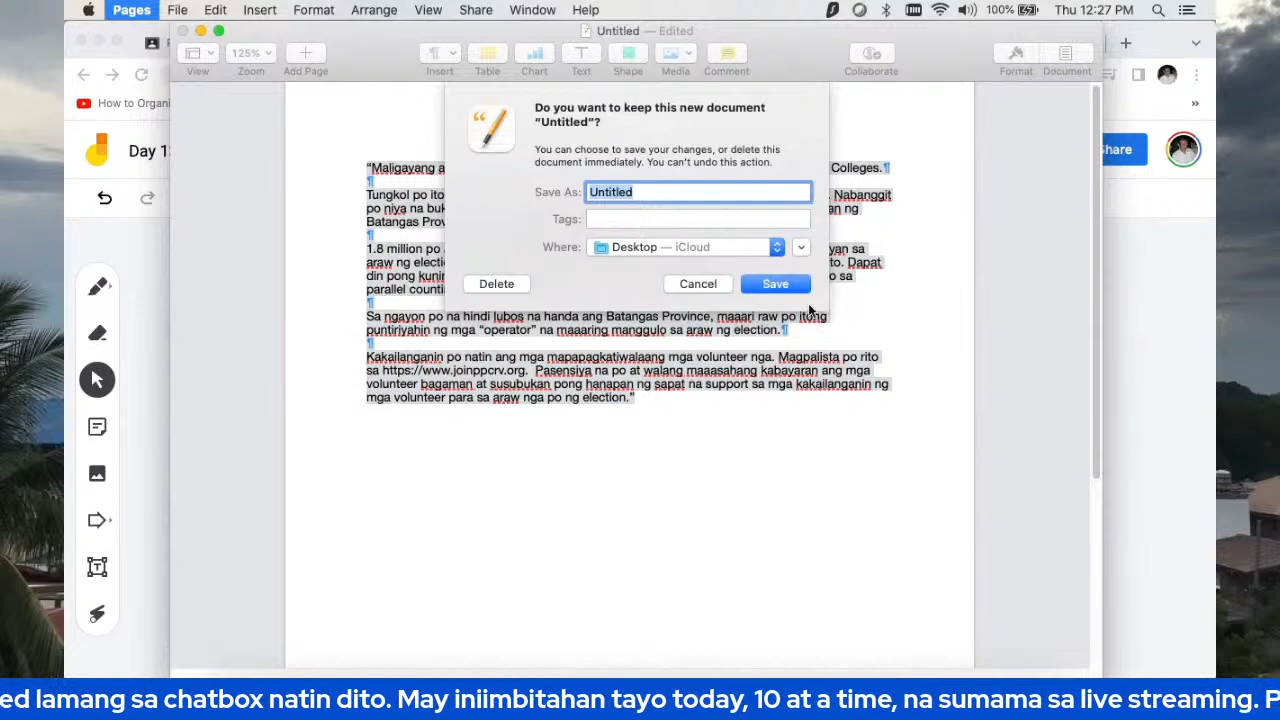 Pages File Edit Insert Format Arrange View Share Window Help 100% Thu 12:27 PM
Untitled — Edited
125%
View Zoom Add Page Insert Table Chart Text Shape Media Comment Collaborate Format Document
How to Organi
»
Day 1
Share
Do you want to keep this new document
“Untitled”?
You can choose to save your changes, or delete this
document immediately. You can’t undo this action.
Save As: Untitled
Tags:
Where: Desktop — iCloud
Delete Cancel Save
“Maligayang a Colleges.¶
¶
Tungkol po ito . Nabanggit
po niya na buk an ng
Batangas Prov
¶
1.8 million po a yan sa
araw ng electi to. Dapat
din pong kunin o sa
parallel counti
¶
Sa ngayon po na hindi lubos na handa ang Batangas Province, maaari raw po itong
puntiriyahin ng mga “operator” na maaaring manggulo sa araw ng election.¶
¶
Kakailanganin po natin ang mga mapapagkatiwalaang mga volunteer nga. Magpalista po rito
sa https://www.joinppcrv.org. Pasensiya na po at walang maaasahang kabayaran ang mga
volunteer bagaman at susubukan pong hanapan ng sapat na support sa mga kakailanganin ng
mga volunteer para sa araw nga po ng election.”
ed lamang sa chatbox natin dito. May iniimbitahan tayo today, 10 at a time, na sumama sa live streaming. P